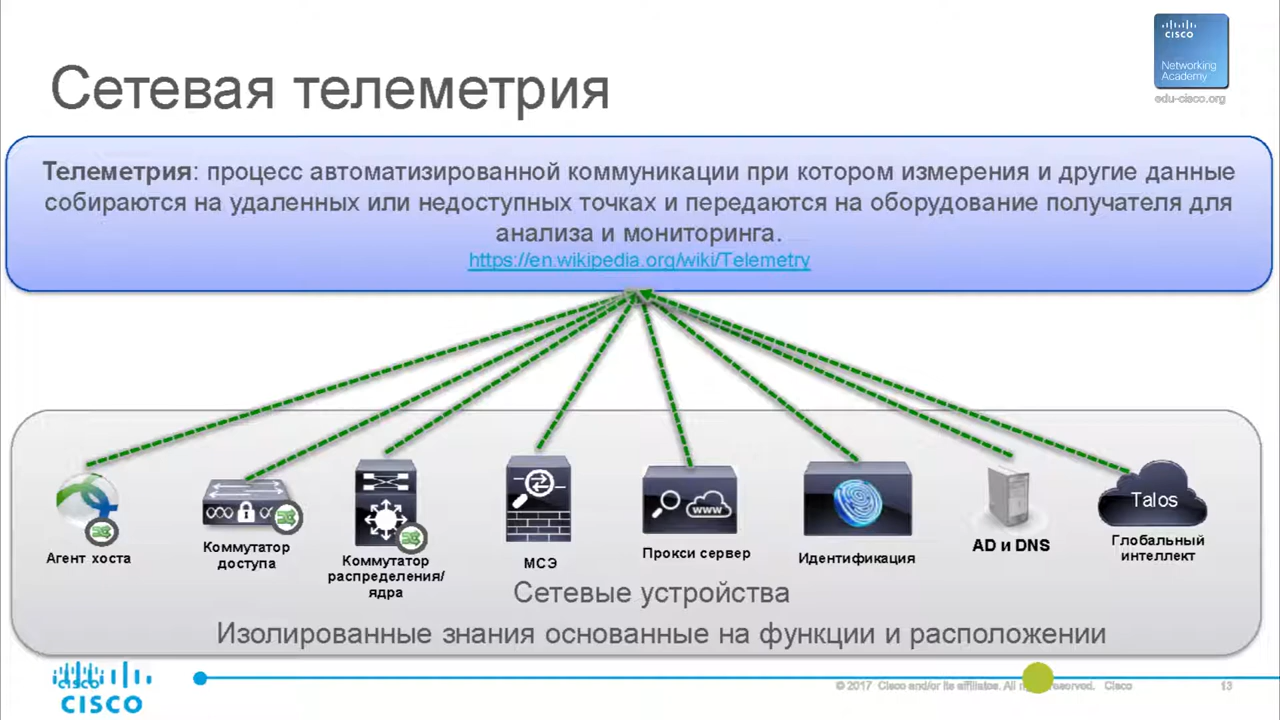 CISCO
Networking
Academy
edu-cisco.org
Сетевая телеметрия
Телеметрия: процесс автоматизированной коммуникации при котором измерения и другие данные
собираются на удаленных или недоступных точках и передаются на оборудование получателя для
анализа и мониторинга.
https://en.wikipedia.org/wiki/Telemetry
www
Talos
Агент хоста
Коммутатор
доступа
Коммутатор
распределения/
ядра
МСЭ
Прокси сервер
Идентификация
AD и DNS
Глобальный
интеллект
Сетевые устройства
Изолированные знания основанные на функции и расположении
CISCO
CISCO
© 2017 Cisco and/or its affiliates. All reserved. Cisco
13